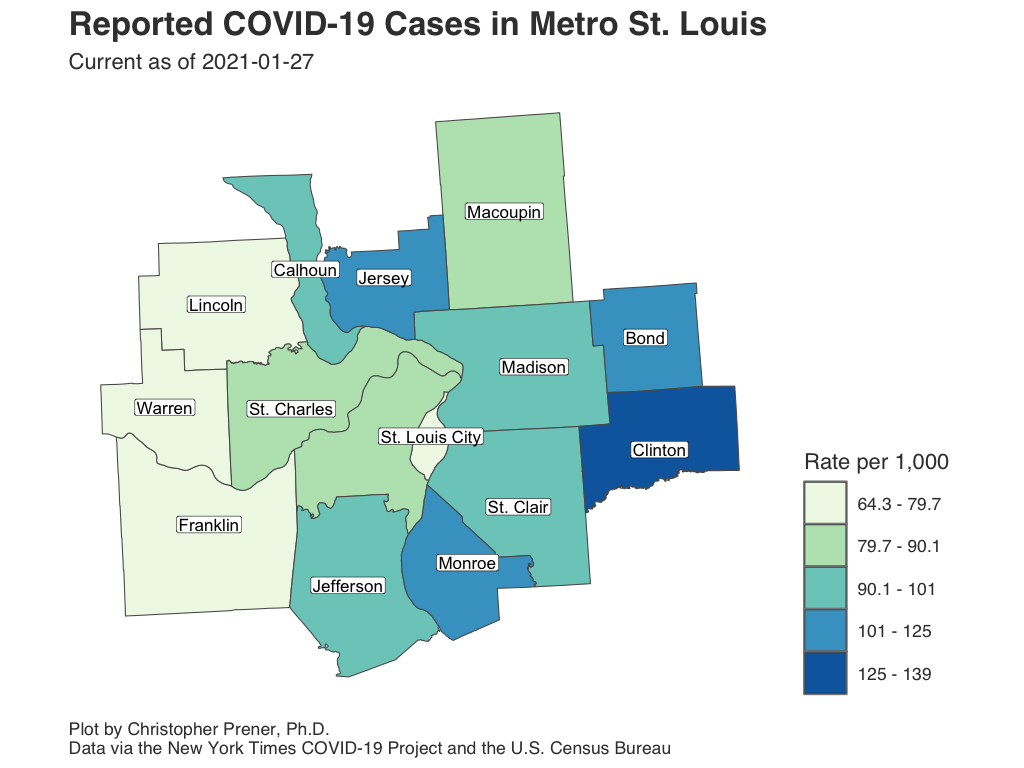 Reported COVID-19 Cases in Metro St. Louis
Current as of 2021-01-27
Macoupin
Calhoun
Jersey
Lincoln
Bond
Madison
Warren
St. Charles
St. Louis City
Clinton
St. Clair
Franklin
Monroe
Jefferson
Rate per 1,000
64.3 - 79.7
79.7 - 90.1
90.1 - 101
101 - 125
125 - 139
Plot by Christopher Prener, Ph.D.
Data via the New York Times COVID-19 Project and the U.S. Census Bureau